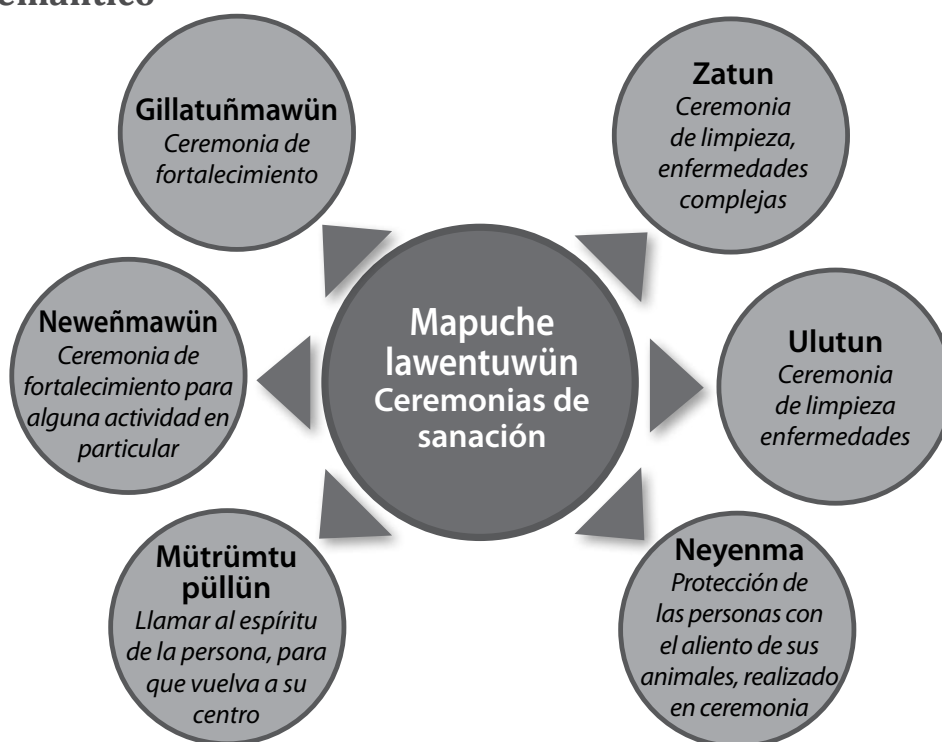 Gillatuñmawün
Ceremonia de
fortalecimiento
Zatun
Ceremonia
de limpieza,
enfermedades
complejas
Neweñmawün
Ceremonia de
fortalecimiento para
alguna actividad en
particular
Mapuche
lawentuwün
Ceremonias de
sanación
Ulutun
Ceremonia
de limpieza
enfermedades
Mütrümtu
püllün
Llamar al espíritu
de la persona, para
que vuelva a su
centro
Neyenma
Protección de
las personas con
el aliento de sus
animales, realizado
en ceremonia